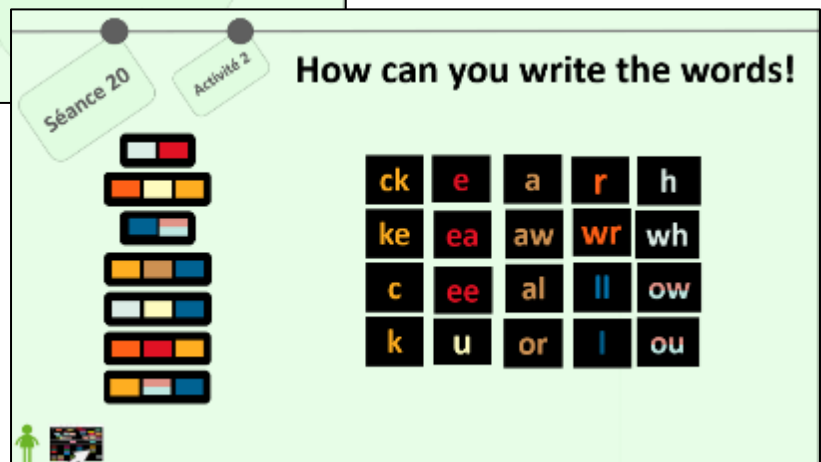 Séance 20
Activité 2
How can you write the words!
ck e a r h
ke ea aw wr wh
c ee al ll ow
k u or l ou